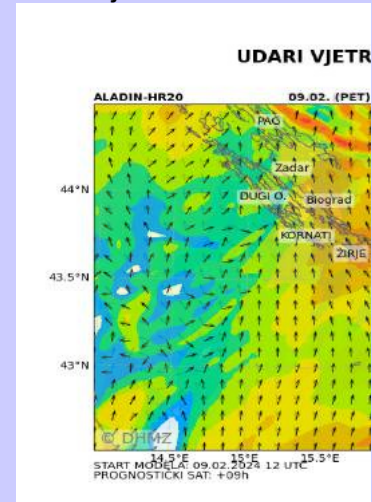 UDARI VJETR
ALADIN-HR20 09.02. (PET)
PAG
Zadar
44°N
DUGI O. Biograd
KORNATI
ŽIRJE
43.5°N
43°N
© DHMZ
14.5°E 15°E 15.5°E
START MODELA: 09.02.2024 12 UTC
PROGNOSTIČKI SAT: +09h